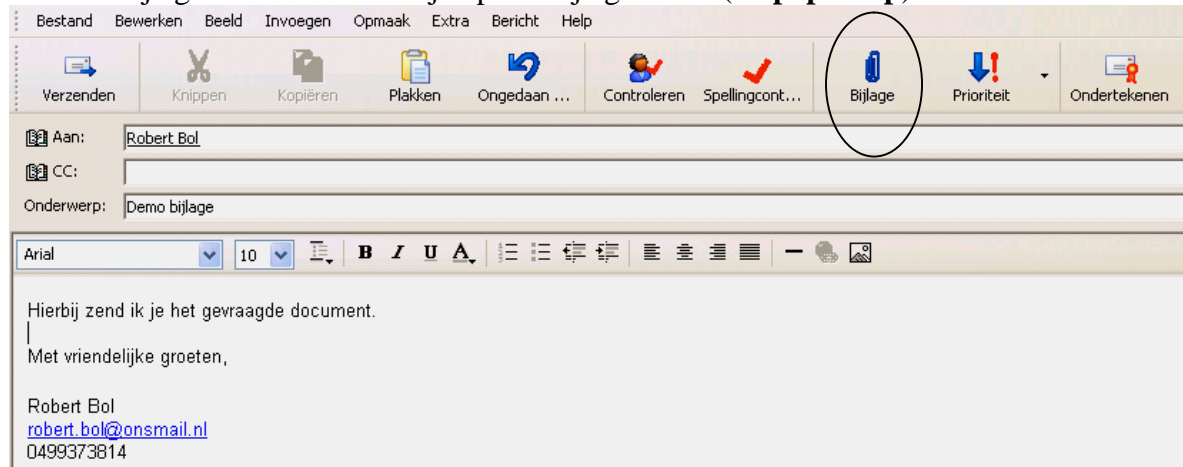 Bestand Bewerken Beeld Invoegen Opmaak Extra Bericht Help
Verzenden Knippen Kopiëren Plakken Ongedaan ... Controleren Spellingcont... Bijlage Prioriteit Ondertekenen
Aan: Robert Bol
CC:
Onderwerp: Demo bijlage
Arial 10 B I U A
Hierbij zend ik je het gevraagde document.
Met vriendelijke groeten,
Robert Bol
robert.bol@onsmail.nl
0499373814